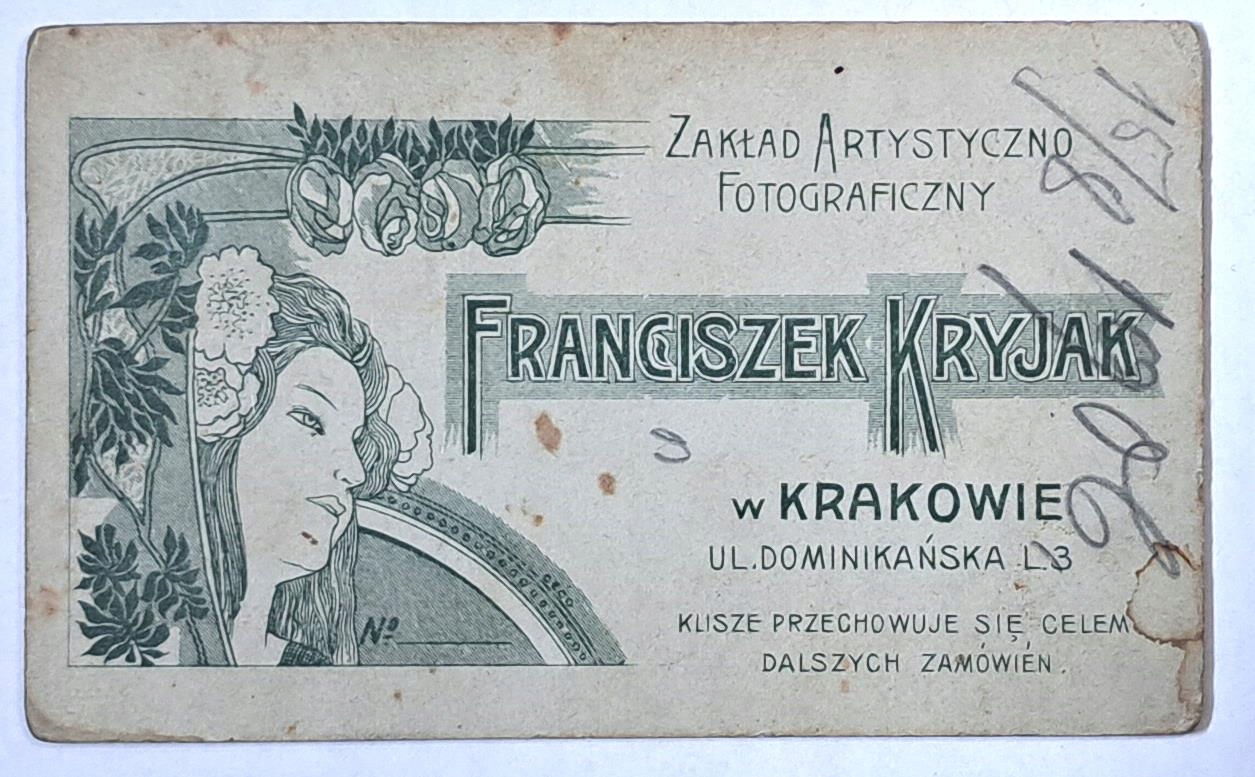 ZAKŁAD ARTYSTYCZNO
FOTOGRAFICZNY
FRANCISZEK KRYJAK
w KRAKOWIE
UL. DOMINIKAŃSKA L.3
KLISZE PRZECHOWUJE SIĘ CELEM
DALSZYCH ZAMÓWIEŃ.
No